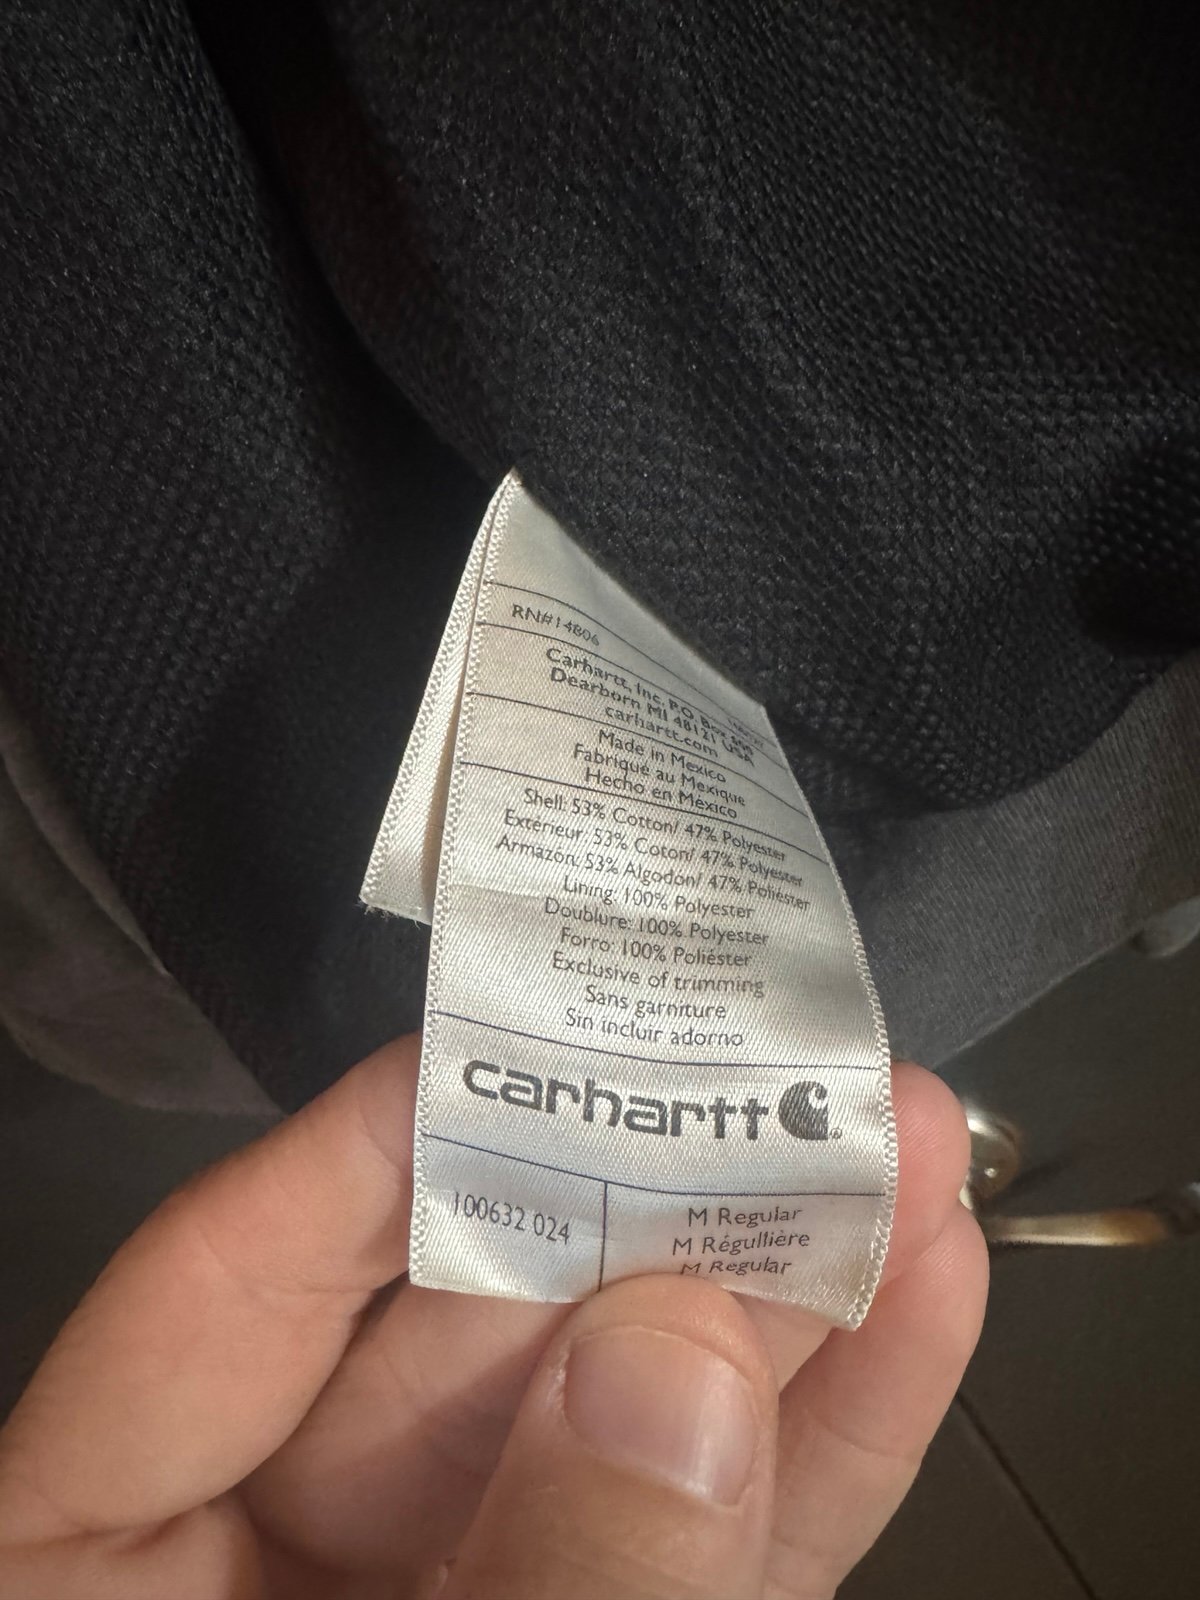 RN#14806
Carhartt, Inc. P.O. Box 600
Dearborn MI 48121 USA
carhartt.com
Made in Mexico
Fabriqué au Mexique
Hecho en México
Shell: 53% Cotton/ 47% Polyester
Extérieur: 53% Coton/ 47% Polyester
Armazón: 53% Algodon/ 47% Poliéster
Lining: 100% Polyester
Doublure: 100% Polyester
Forro: 100% Poliéster
Exclusive of trimming
Sans garniture
Sin incluir adorno
carhartt
100632 024
M Regular
M Régullière
M Regular